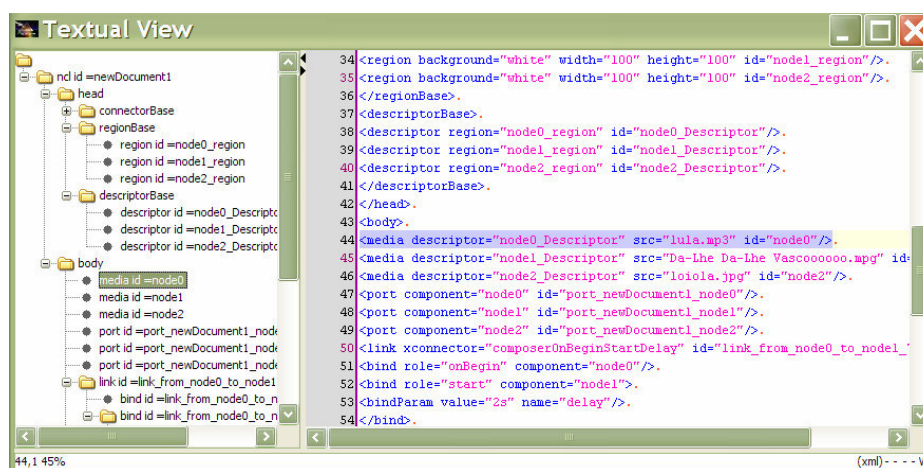 Textual View
ncl id =newDocument1
head
connectorBase
regionBase
region id =node0_region
region id =node1_region
region id =node2_region
descriptorBase
descriptor id =node0_Descripto
descriptor id =node1_Descripto
descriptor id =node2_Descripto
body
media id =node0
media id =node1
media id =node2
port id =port_newDocument1_node
port id =port_newDocument1_node
port id =port_newDocument1_node
link id =link_from_node0_to_node1
bind id =link_from_node0_to_n
bind id =link_from_node0_to_n
34 <region background="white" width="100" height="100" id="node1_region"/>.
35 <region background="white" width="100" height="100" id="node2_region"/>.
36 </regionBase>.
37 <descriptorBase>.
38 <descriptor region="node0_region" id="node0_Descriptor"/>.
39 <descriptor region="node1_region" id="node1_Descriptor"/>.
40 <descriptor region="node2_region" id="node2_Descriptor"/>.
41 </descriptorBase>.
42 </head>.
43 <body>.
44 <media descriptor="node0_Descriptor" src="lula.mp3" id="node0"/>.
45 <media descriptor="node1_Descriptor" src="Da-Lhe Da-Lhe Vascoooooo.mpg" id=
46 <media descriptor="node2_Descriptor" src="loiola.jpg" id="node2"/>.
47 <port component="node0" id="port_newDocument1_node0"/>.
48 <port component="node1" id="port_newDocument1_node1"/>.
49 <port component="node2" id="port_newDocument1_node2"/>.
50 <link xconnector="composerOnBeginStartDelay" id="link_from_node0_to_node1_
51 <bind role="onBegin" component="node0"/>.
52 <bind role="start" component="node1">.
53 <bindParam value="2s" name="delay"/>.
54 </bind>.
44,1 45%
(xml)- - - -